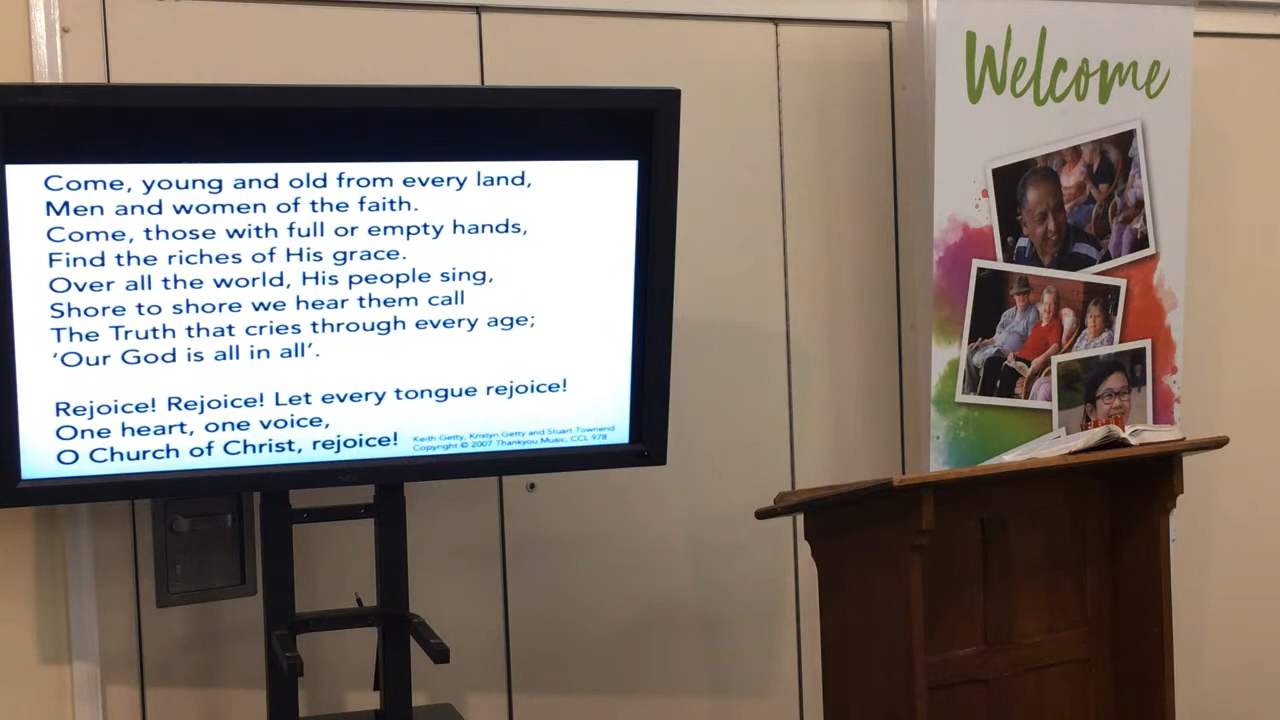 Come, young and old from every land,
Men and women of the faith.
Come, those with full or empty hands,
Find the riches of His grace.
Over all the world, His people sing,
Shore to shore we hear them call
The Truth that cries through every age;
‘Our God is all in all’.
Rejoice! Rejoice! Let every tongue rejoice!
One heart, one voice,
O Church of Christ, rejoice!
Keith Getty, Kristyn Getty and Stuart Townend
Copyright © 2007 Thankyou Music, CCL 978
Welcome